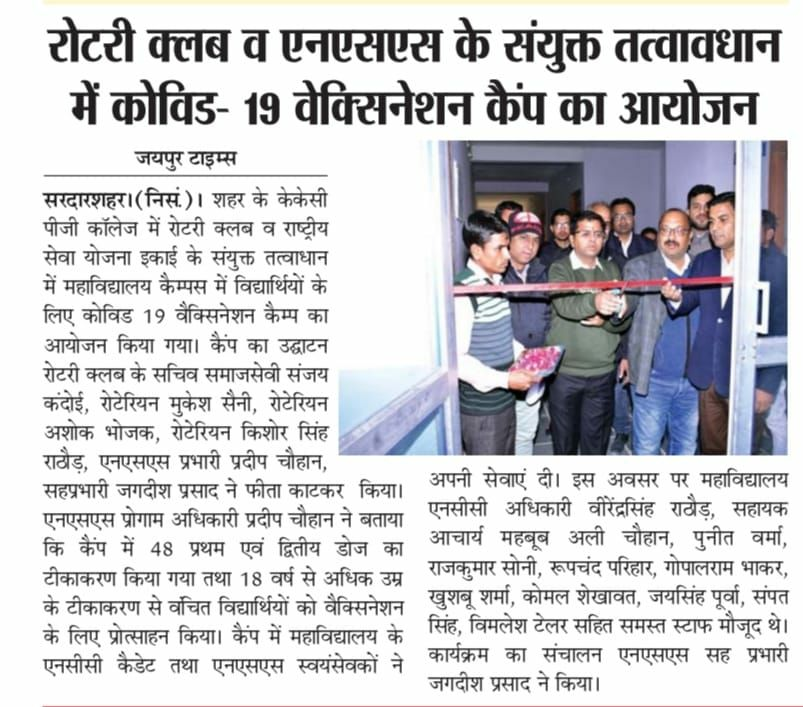 रोटरी क्लब व एनएसएस के संयुक्त तत्वावधान
में कोविड- 19 वेक्सिनेशन कैंप का आयोजन
जयपुर टाइम्स
सरदारशहर।(निसं.)। शहर के केकेसी
पीजी कॉलेज में रोटरी क्लब व राष्ट्रीय
सेवा योजना इकाई के संयुक्त तत्वाधान
में महाविद्यालय कैम्पस में विद्यार्थियों के
लिए कोविड 19 वैक्सिनेशन कैम्प का
आयोजन किया गया। कैंप का उद्घाटन
रोटरी क्लब के सचिव समाजसेवी संजय
कंदोई, रोटेरियन मुकेश सैनी, रोटेरियन
अशोक भोजक, रोटेरियन किशोर सिंह
राठौड़, एनएसएस प्रभारी प्रदीप चौहान,
सहप्रभारी जगदीश प्रसाद ने फीता काटकर किया।
एनएसएस प्रोगाम अधिकारी प्रदीप चौहान ने बताया
कि कैंप में 48 प्रथम एवं द्वितीय डोज का
टीकाकरण किया गया तथा 18 वर्ष से अधिक उम्र
के टीकाकरण से वंचित विद्यार्थियों को वैक्सिनेशन
के लिए प्रोत्साहन किया। कैंप में महाविद्यालय के
एनसीसी कैडेट तथा एनएसएस स्वयंसेवकों ने
अपनी सेवाएं दी। इस अवसर पर महाविद्यालय
एनसीसी अधिकारी वीरेंद्रसिंह राठौड़, सहायक
आचार्य महबूब अली चौहान, पुनीत वर्मा,
राजकुमार सोनी, रूपचंद परिहार, गोपालराम भाकर,
खुशबू शर्मा, कोमल शेखावत, जयसिंह पूर्वा, संपत
सिंह, विमलेश टेलर सहित समस्त स्टाफ मौजूद थे।
कार्यक्रम का संचालन एनएसएस सह प्रभारी
जगदीश प्रसाद ने किया।